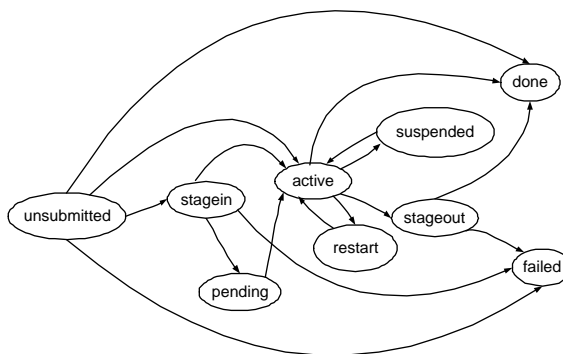 done
suspended
active
stagein
unsubmitted
stageout
restart
failed
pending